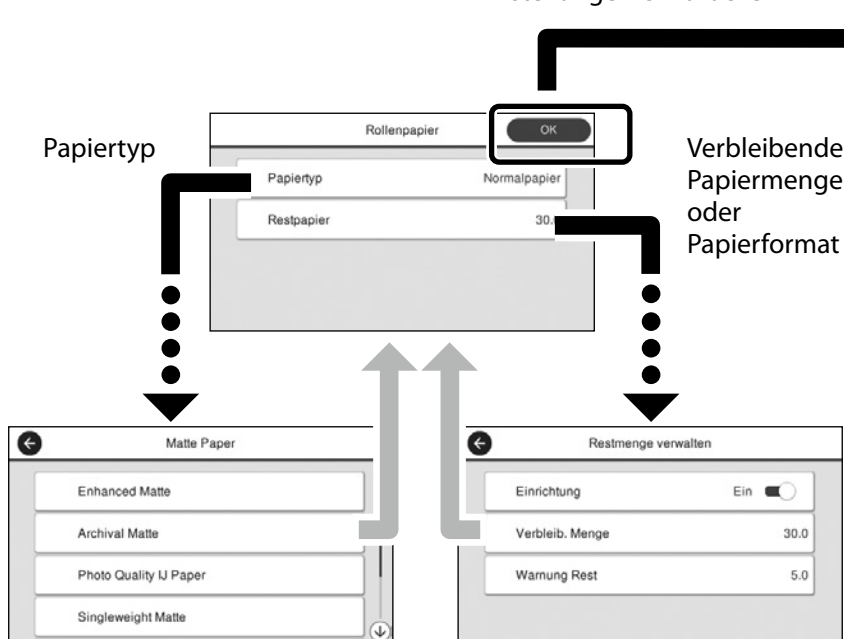 Rollenpapier
OK
Papiertyp
Papiertyp
Normalpapier
Restpapier
30.
Verbleibende
Papiermenge
oder
Papierformat
Matte Paper
Enhanced Matte
Archival Matte
Photo Quality IJ Paper
Singleweight Matte
Restmenge verwalten
Einrichtung
Ein
Verbleib. Menge
30.0
Warnung Rest
5.0